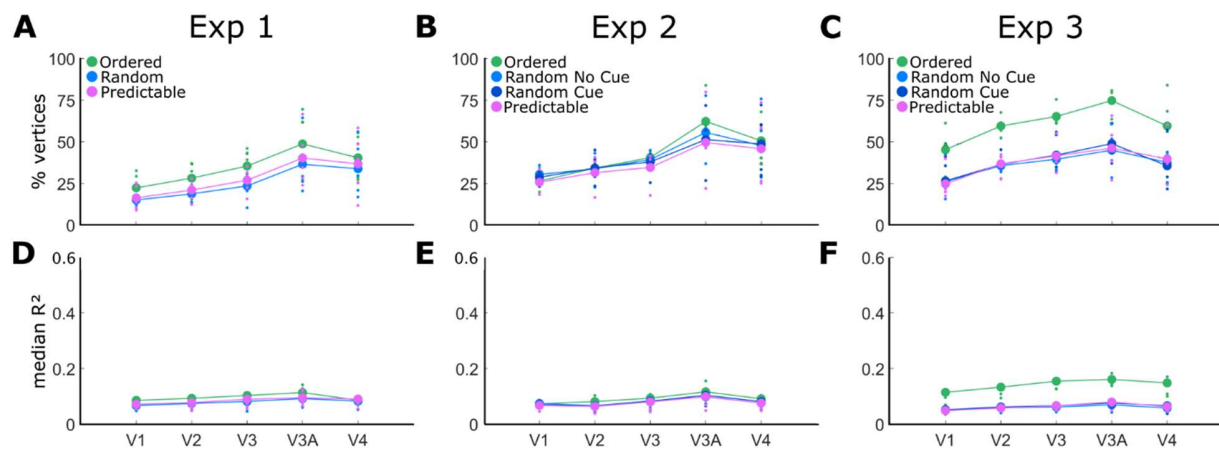 A Exp 1
B Exp 2
C Exp 3
Ordered
Random
Predictable
Ordered
Random No Cue
Random Cue
Predictable
Ordered
Random No Cue
Random Cue
Predictable
% vertices
100
75
50
25
0
100
75
50
25
0
100
75
50
25
0
D
E
F
median R²
0.6
0.4
0.2
0
0.6
0.4
0.2
0
0.6
0.4
0.2
0
V1 V2 V3 V3A V4
V1 V2 V3 V3A V4
V1 V2 V3 V3A V4